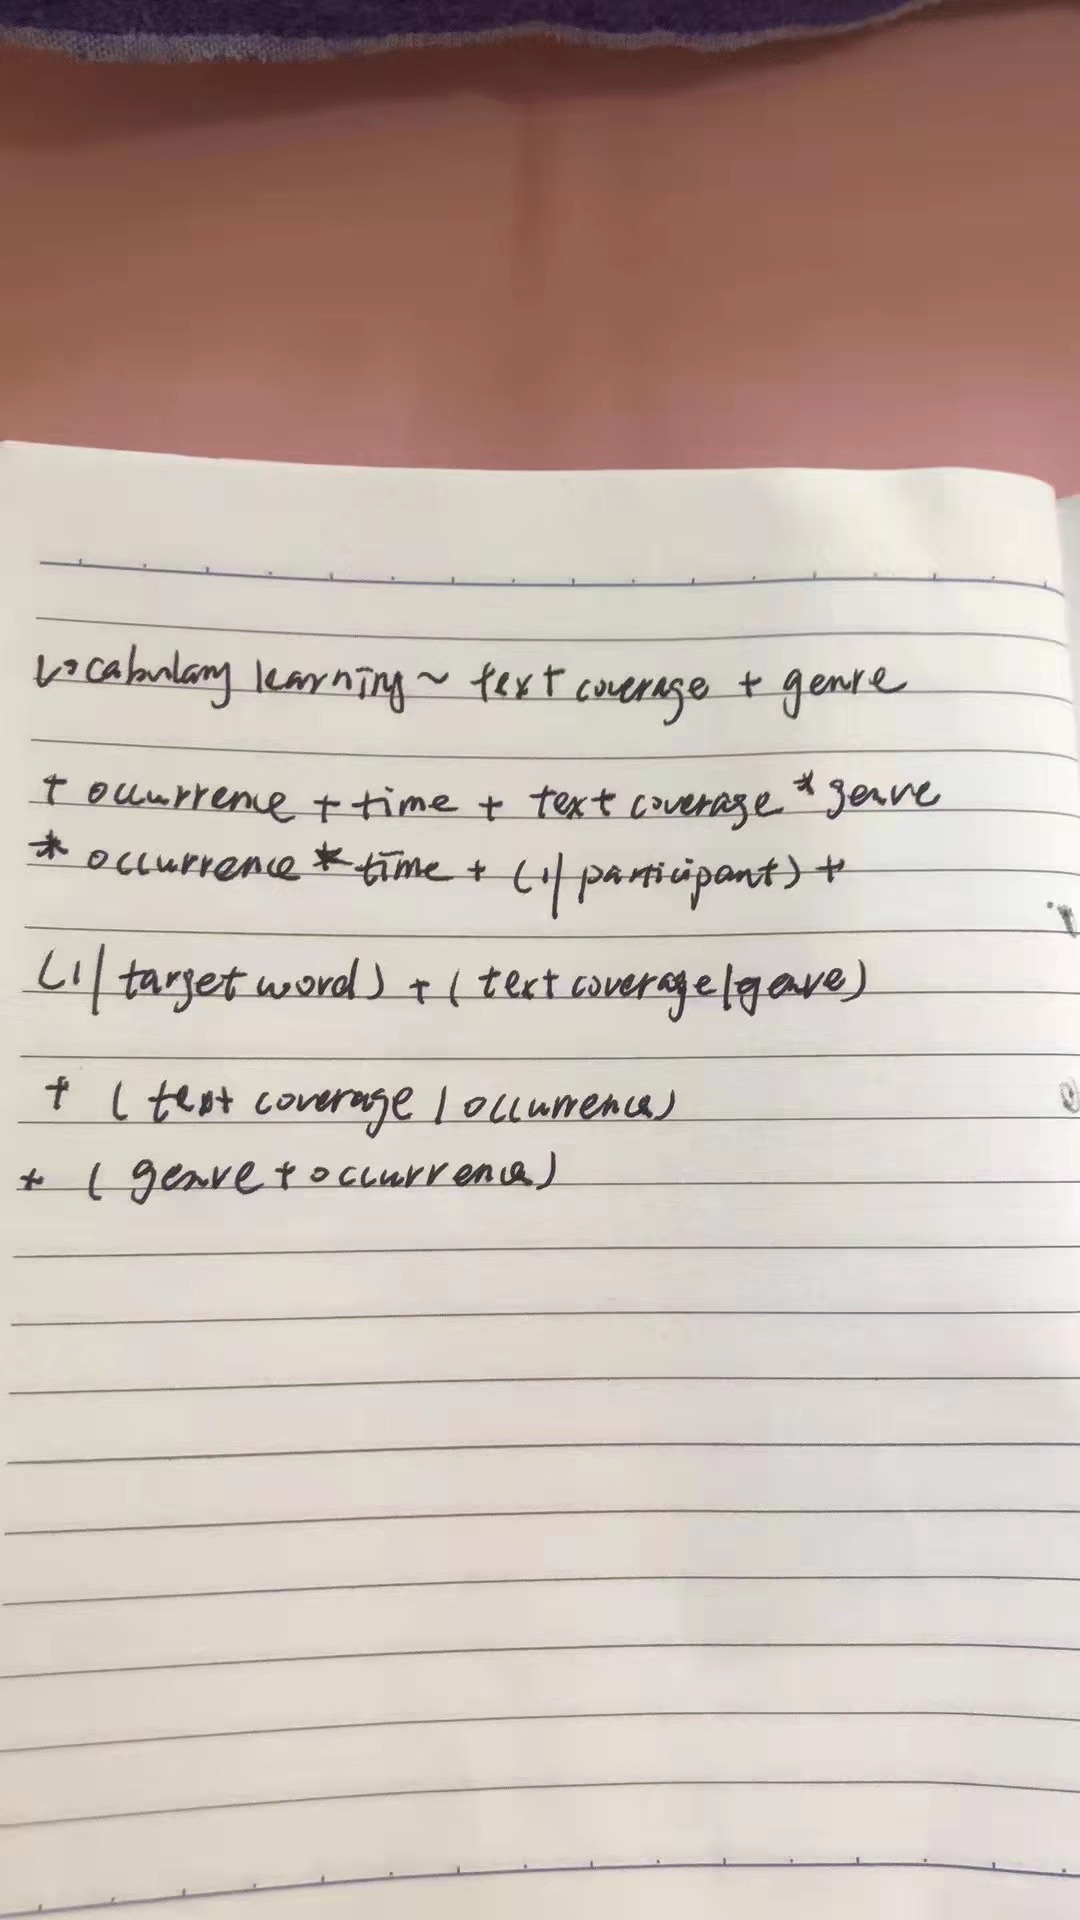 Vocabulary learning ~ text coverage + genre
+ occurrence + time + text coverage * genre
* occurrence * time + (1/participant) +
(1/target word) + (text coverage/genre)
+ (text coverage / occurrence)
+ (genre + occurrence)